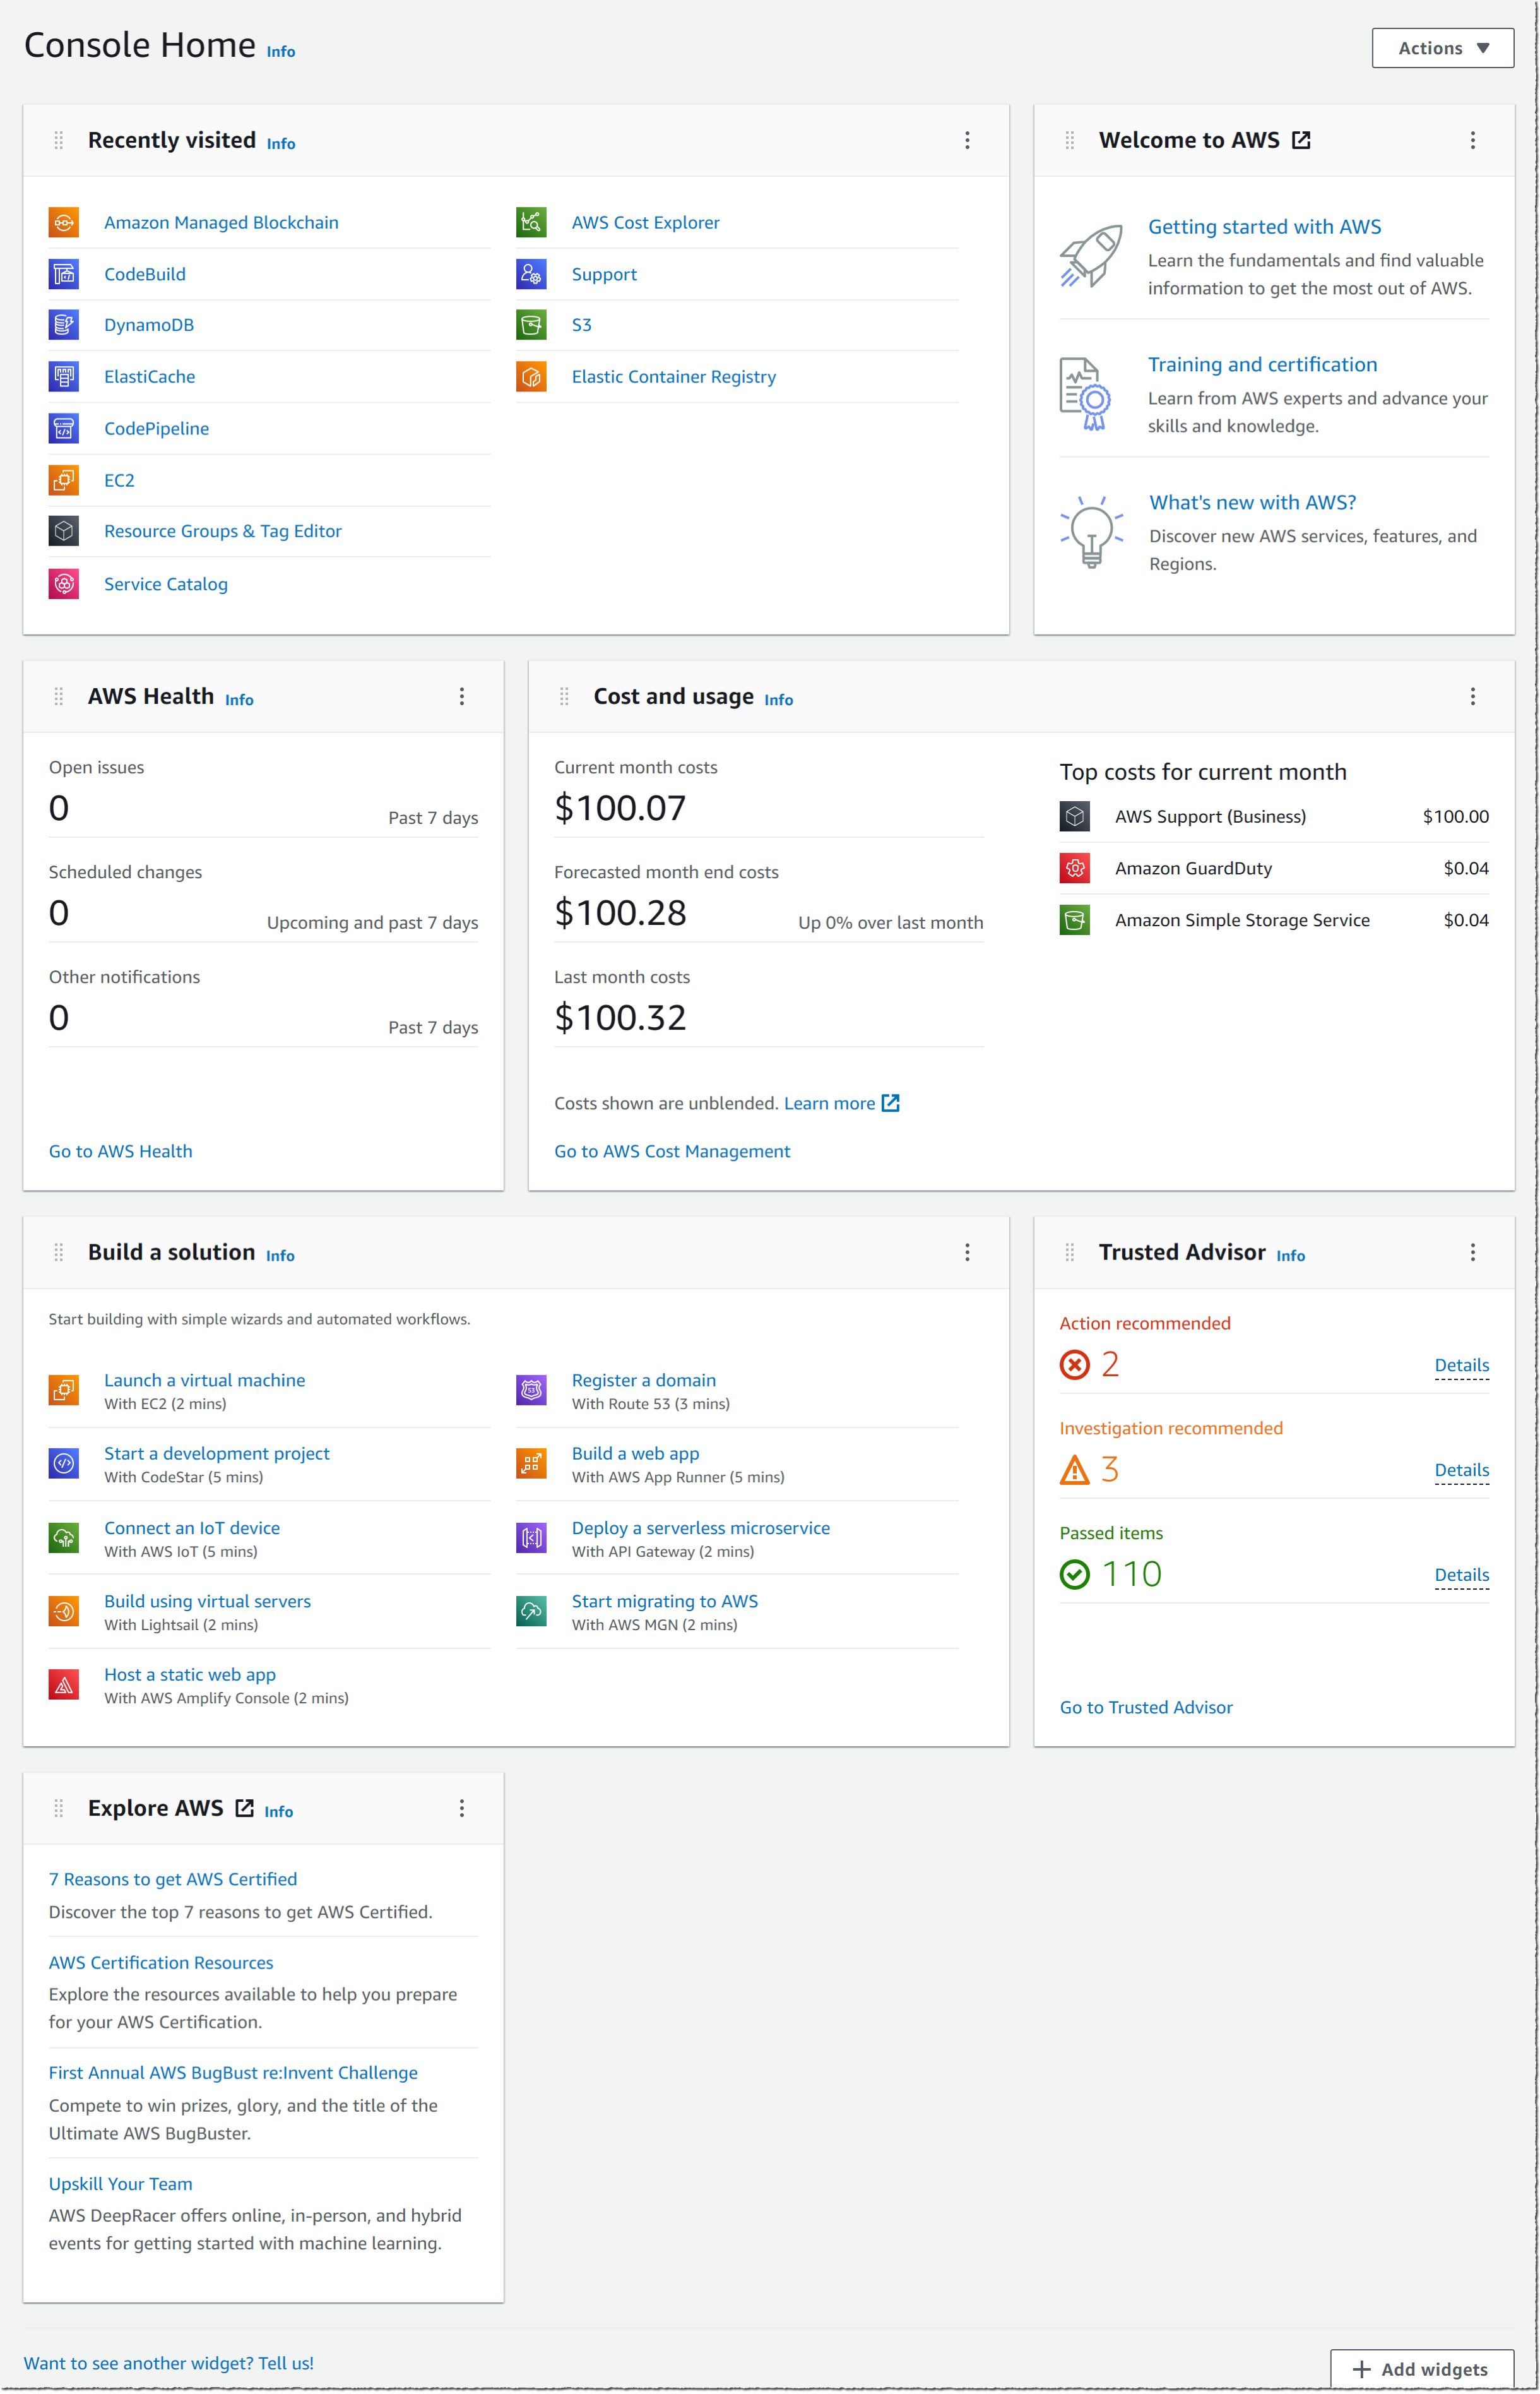 Console Home Info
Actions
Recently visited Info
Amazon Managed Blockchain
CodeBuild
DynamoDB
ElastiCache
CodePipeline
EC2
Resource Groups & Tag Editor
Service Catalog
AWS Cost Explorer
Support
S3
Elastic Container Registry
Welcome to AWS
Getting started with AWS
Learn the fundamentals and find valuable
information to get the most out of AWS.
Training and certification
Learn from AWS experts and advance your
skills and knowledge.
What's new with AWS?
Discover new AWS services, features, and
Regions.
AWS Health Info
Open issues
0 Past 7 days
Scheduled changes
0 Upcoming and past 7 days
Other notifications
0 Past 7 days
Go to AWS Health
Cost and usage Info
Current month costs
$100.07
Forecasted month end costs
$100.28 Up 0% over last month
Last month costs
$100.32
Costs shown are unblended. Learn more
Go to AWS Cost Management
Top costs for current month
AWS Support (Business) $100.00
Amazon GuardDuty $0.04
Amazon Simple Storage Service $0.04
Build a solution Info
Start building with simple wizards and automated workflows.
Launch a virtual machine
With EC2 (2 mins)
Start a development project
With CodeStar (5 mins)
Connect an IoT device
With AWS IoT (5 mins)
Build using virtual servers
With Lightsail (2 mins)
Host a static web app
With AWS Amplify Console (2 mins)
53
Register a domain
With Route 53 (3 mins)
Build a web app
With AWS App Runner (5 mins)
Deploy a serverless microservice
With API Gateway (2 mins)
Start migrating to AWS
With AWS MGN (2 mins)
Trusted Advisor Info
Action recommended
2 Details
Investigation recommended
3 Details
Passed items
110 Details
Go to Trusted Advisor
Explore AWS Info
7 Reasons to get AWS Certified
Discover the top 7 reasons to get AWS Certified.
AWS Certification Resources
Explore the resources available to help you prepare
for your AWS Certification.
First Annual AWS BugBust re:Invent Challenge
Compete to win prizes, glory, and the title of the
Ultimate AWS BugBuster.
Upskill Your Team
AWS DeepRacer offers online, in-person, and hybrid
events for getting started with machine learning.
Want to see another widget? Tell us!
+ Add widgets